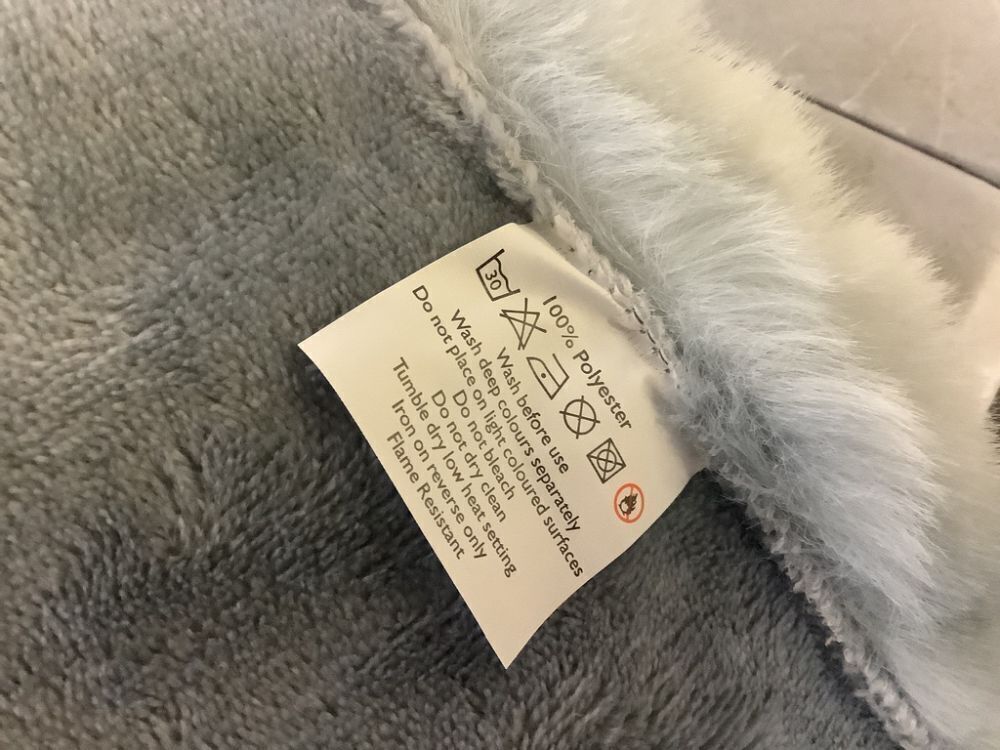 100% Polyester
30
Wash before use
Wash deep colours separately
Do not place on light coloured surfaces
Do not bleach
Do not dry clean
Tumble dry low heat setting
Iron on reverse only
Flame Resistant